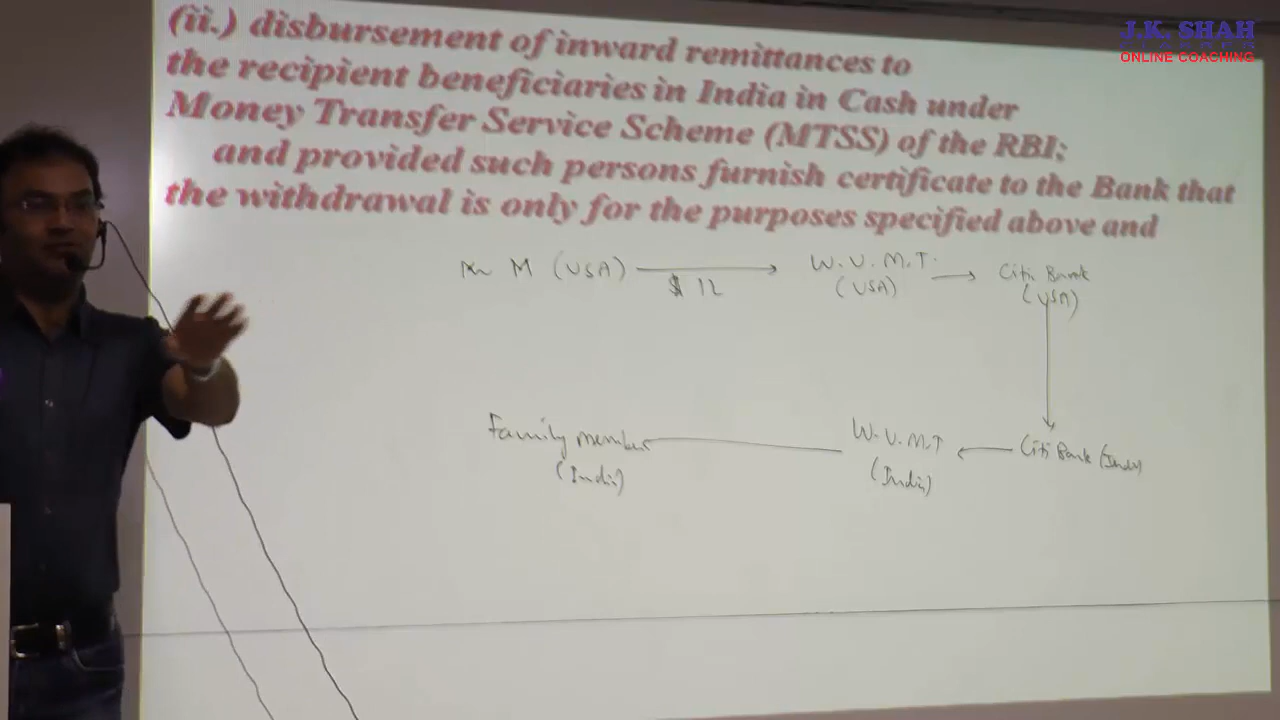 J.K. SHAH
CLASSES
ONLINE COACHING
(ii.) disbursement of inward remittances to
the recipient beneficiaries in India in Cash under
Money Transfer Service Scheme (MTSS) of the RBI;
and provided such persons furnish certificate to the Bank that
the withdrawal is only for the purposes specified above and
M (USA)
$ 12
W. U. M. T.
(USA)
Citi Bank
(USA)
Family member
(India)
W. U. M. T
(India)
Citi Bank (India)